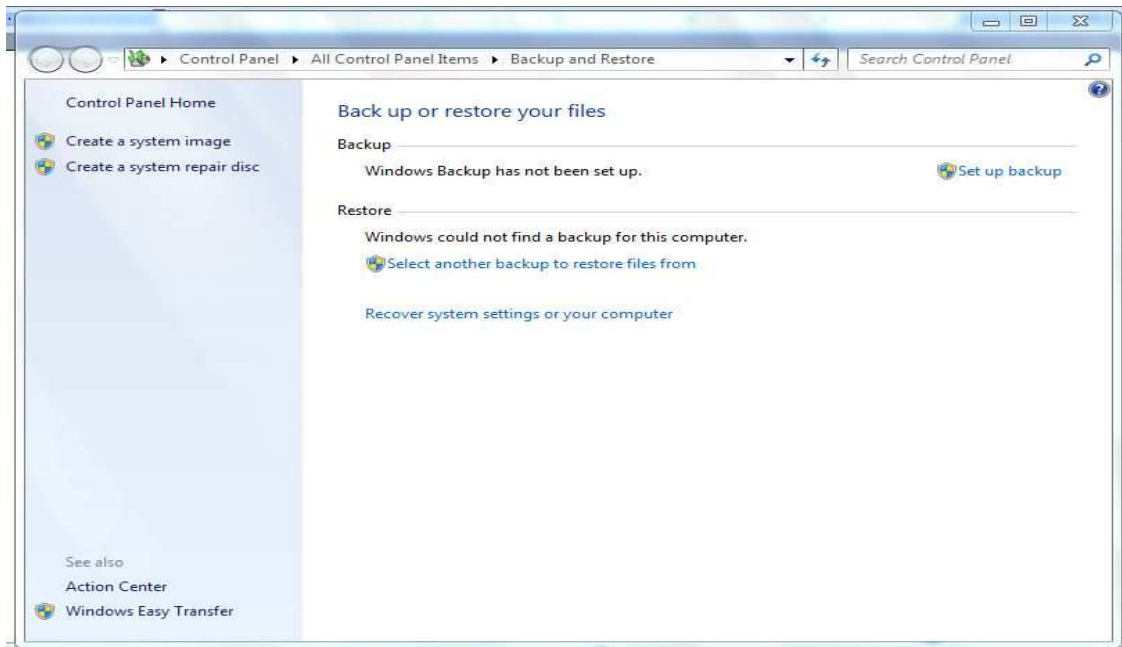 Control Panel ▸ All Control Panel Items ▸ Backup and Restore
Search Control Panel
Control Panel Home
Create a system image
Create a system repair disc
Back up or restore your files
Backup
Windows Backup has not been set up.
Set up backup
Restore
Windows could not find a backup for this computer.
Select another backup to restore files from
Recover system settings or your computer
See also
Action Center
Windows Easy Transfer